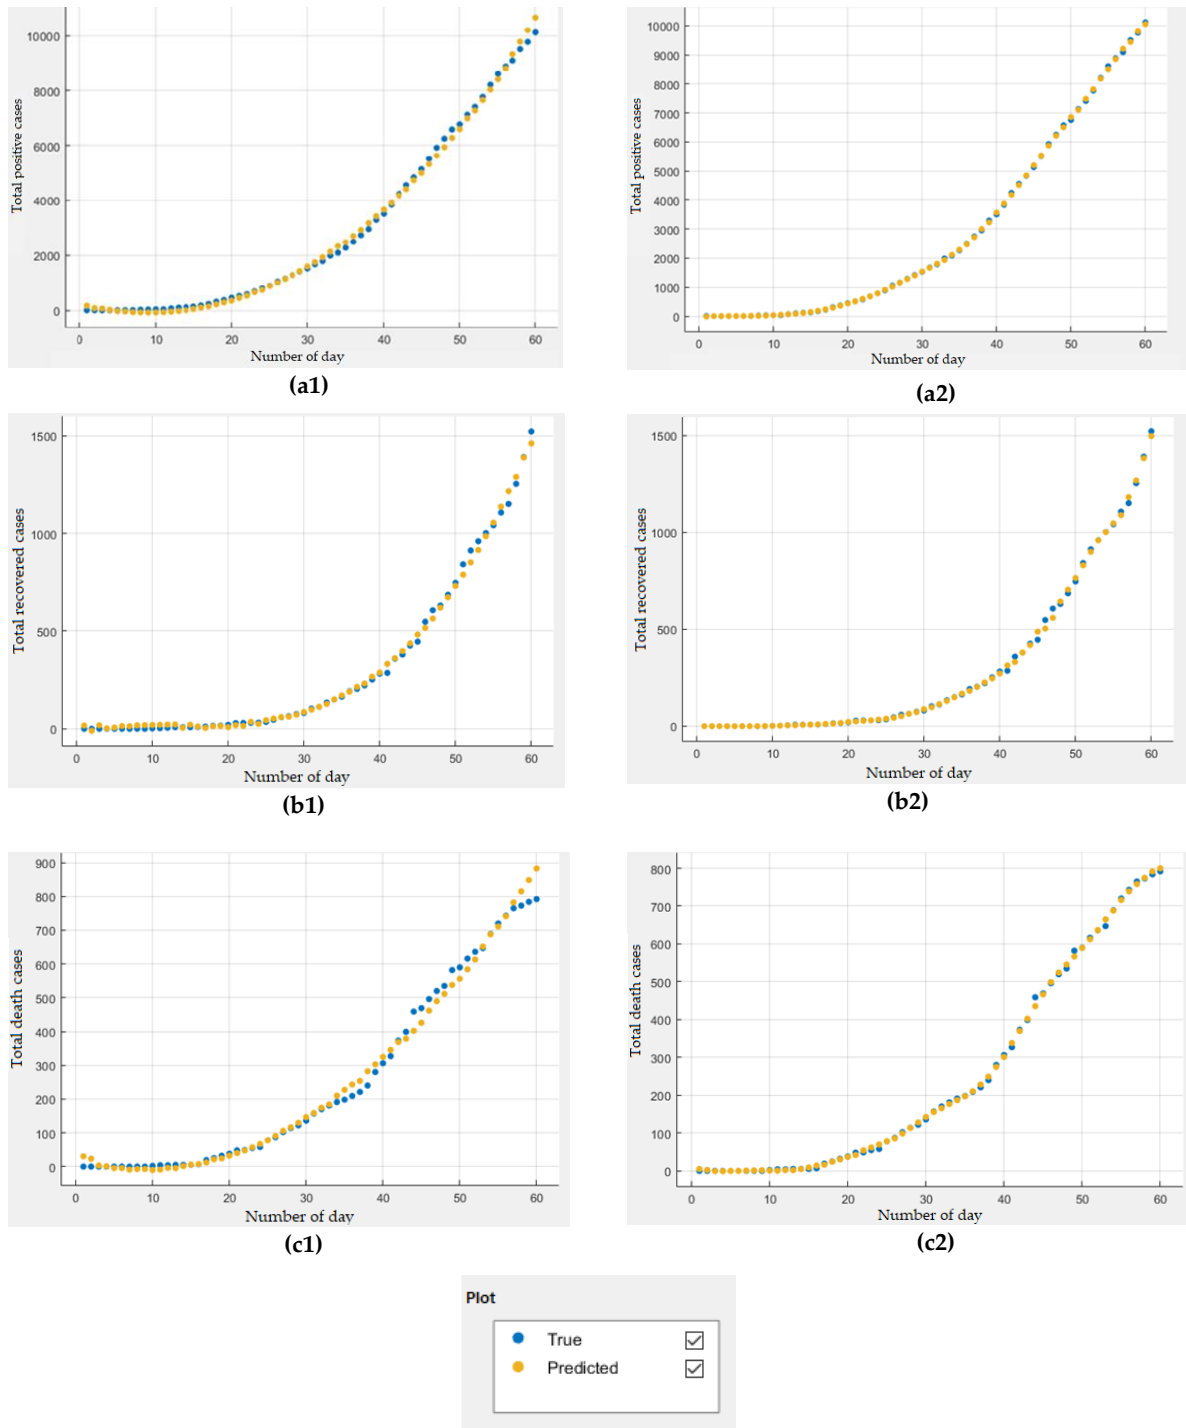 10000
8000
6000
4000
2000
0
Total positive cases
0 10 20 30 40 50 60
Number of day
(a1)
10000
9000
8000
7000
6000
5000
4000
3000
2000
1000
0
Total positive cases
0 10 20 30 40 50 60
Number of day
(a2)
1500
1000
500
0
Total recovered cases
0 10 20 30 40 50 60
Number of day
(b1)
1500
1000
500
0
Total recovered cases
0 10 20 30 40 50 60
Number of day
(b2)
900
800
700
600
500
400
300
200
100
0
Total death cases
0 10 20 30 40 50 60
Number of day
(c1)
800
700
600
500
400
300
200
100
0
Total death cases
0 10 20 30 40 50 60
Number of day
(c2)
Plot
True
Predicted